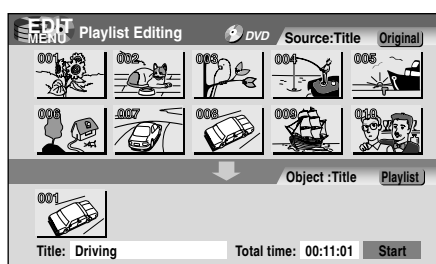 EDIT
MENU
Playlist Editing
DVD
Source:Title
Original
001 002 003 004 005
006 007 008 009 010
Object :Title
Playlist
001
Title: Driving
Total time: 00:11:01
Start